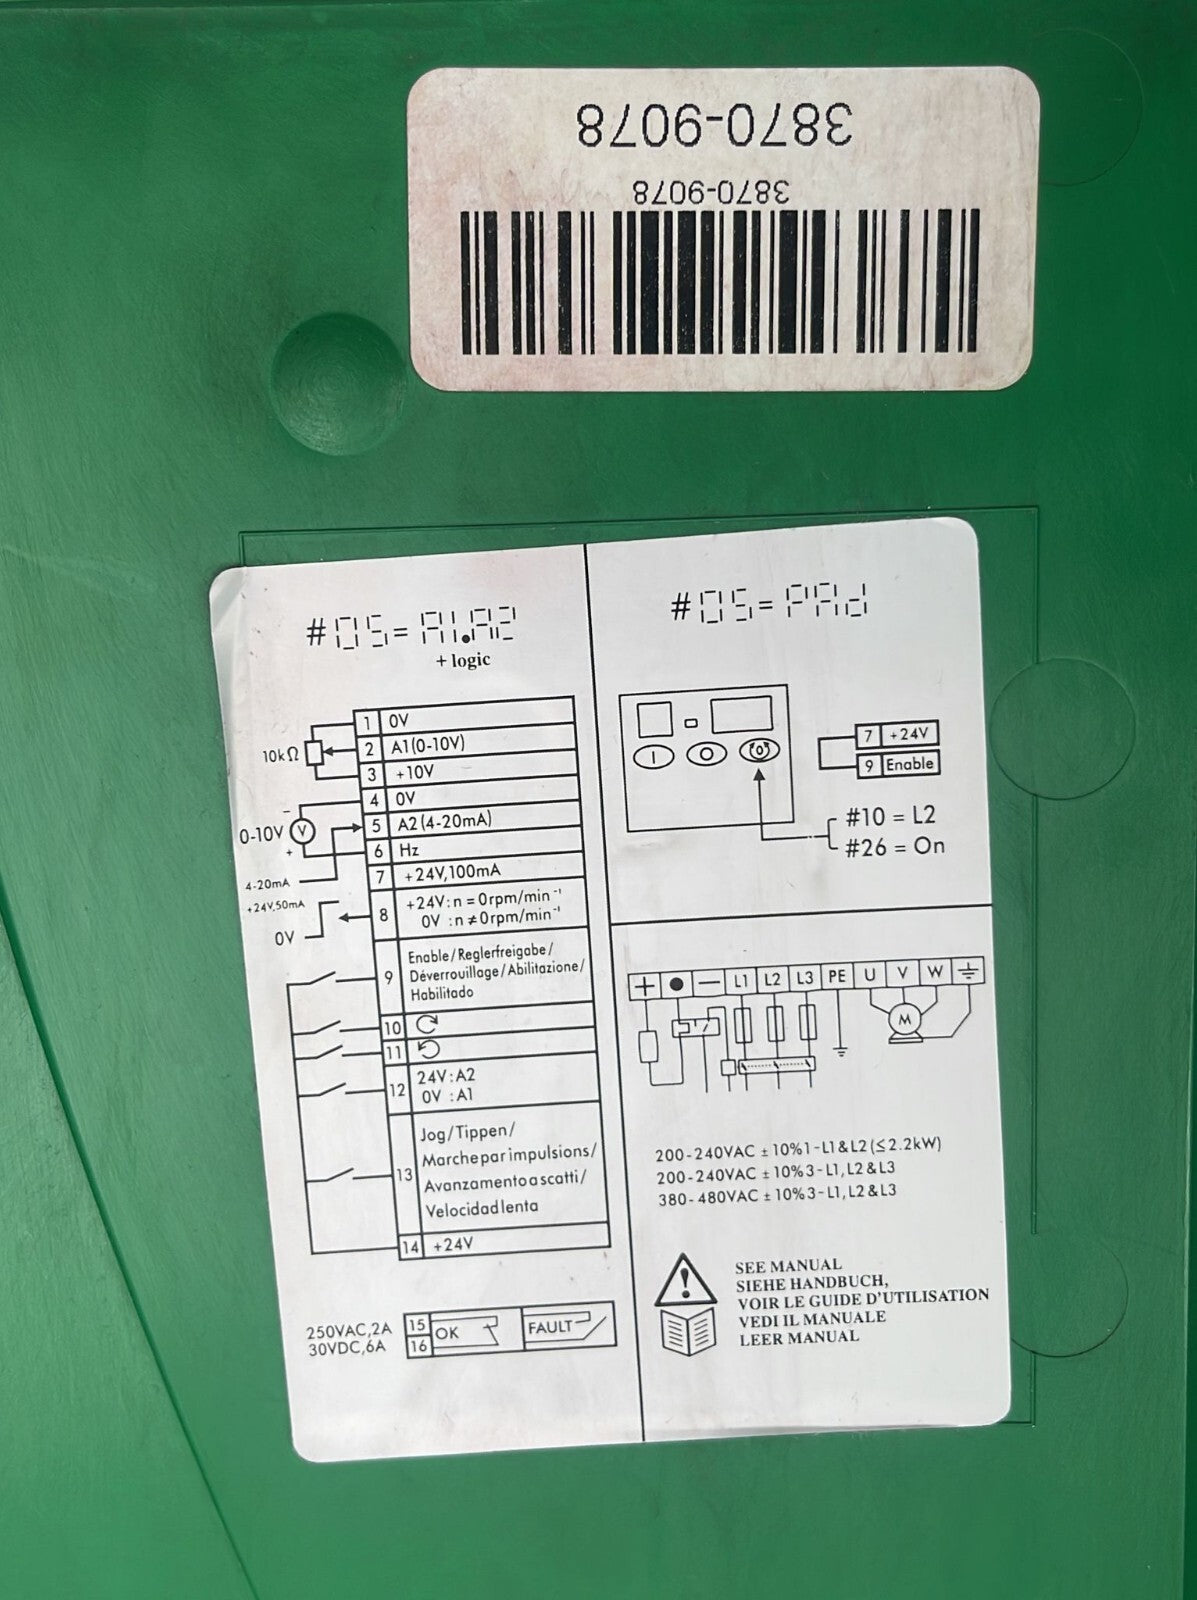 3870-9078
3870-9078
#05= A1.A2
+ logic
10kΩ
1 0V
2 A1(0-10V)
3 +10V
4 0V
5 A2(4-20mA)
6 Hz
7 +24V,100mA
8 +24V: n = 0rpm/min⁻¹
0V : n ≠ 0rpm/min⁻¹
0-10V
−
V
+
4-20mA
+24V,50mA
0V
9 Enable/Reglerfreigabe/
Déverrouillage/Abilitazione/
Habilitado
10
11
12 24V:A2
0V :A1
13 Jog/Tippen/
Marche par impulsions/
Avanzamento a scatti/
Velocidad lenta
14 +24V
250VAC,2A
30VDC,6A
15
16
OK
FAULT
#05= PAd
I O 0
7 +24V
9 Enable
#10 = L2
#26 = On
+ ● — L1 L2 L3 PE U V W
M
200-240VAC ± 10%1~L1&L2(≤2.2kW)
200-240VAC ± 10%3~L1, L2&L3
380-480VAC ± 10%3~L1, L2&L3
!
SEE MANUAL
SIEHE HANDBUCH,
VOIR LE GUIDE D'UTILISATION
VEDI IL MANUALE
LEER MANUAL